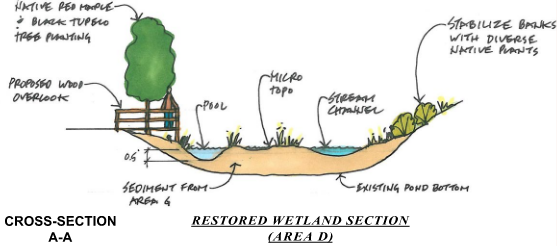 NATIVE RED MAPLE
& BLACK TUPELO
TREE PLANTING
STABILIZE BANKS
WITH DIVERSE
NATIVE PLANTS
PROPOSED WOOD
OVERLOOK
POOL
MICRO
TOPO
STREAM
CHANNEL
0.5'
SEDIMENT FROM
AREA G
EXISTING POND BOTTOM
CROSS-SECTION
A-A
RESTORED WETLAND SECTION
(AREA D)